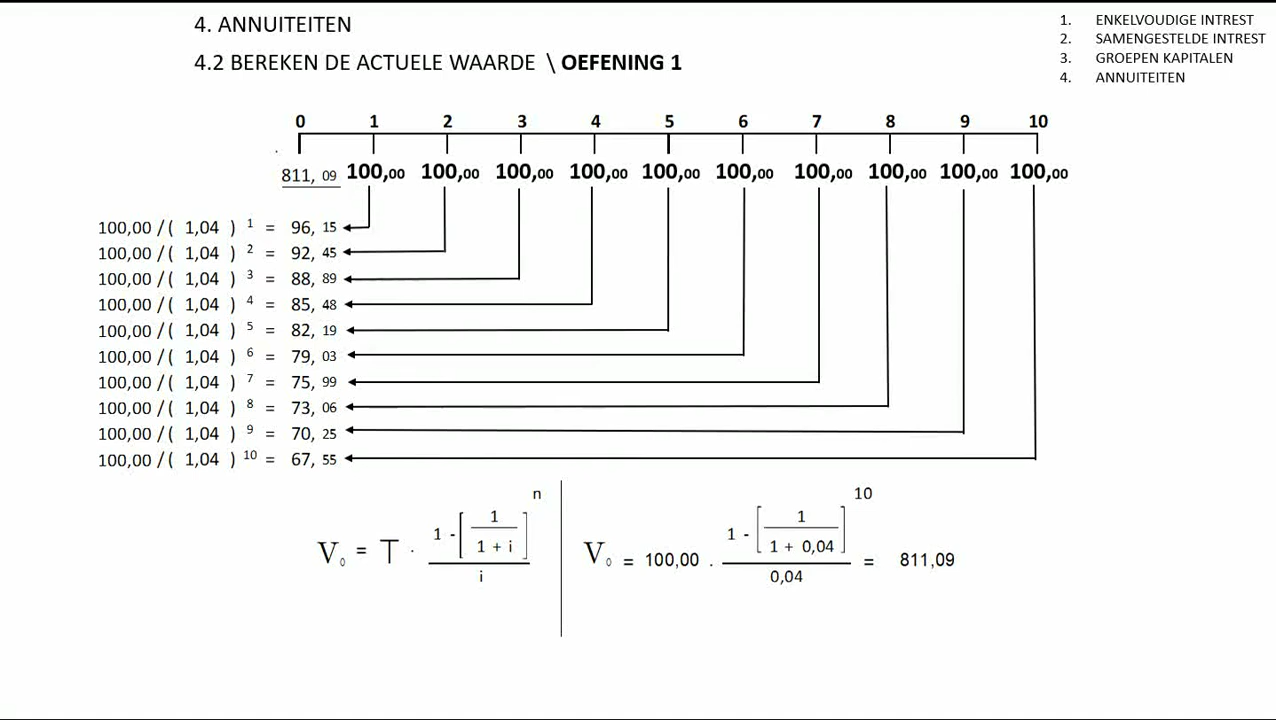 4. ANNUITEITEN
4.2 BEREKEN DE ACTUELE WAARDE \ OEFENING 1
1. ENKELVOUDIGE INTREST
2. SAMENGESTELDE INTREST
3. GROEPEN KAPITALEN
4. ANNUITEITEN
0 1 2 3 4 5 6 7 8 9 10
811, 09 100,00 100,00 100,00 100,00 100,00 100,00 100,00 100,00 100,00 100,00
100,00 / ( 1,04 ) 1 = 96, 15
100,00 / ( 1,04 ) 2 = 92, 45
100,00 / ( 1,04 ) 3 = 88, 89
100,00 / ( 1,04 ) 4 = 85, 48
100,00 / ( 1,04 ) 5 = 82, 19
100,00 / ( 1,04 ) 6 = 79, 03
100,00 / ( 1,04 ) 7 = 75, 99
100,00 / ( 1,04 ) 8 = 73, 06
100,00 / ( 1,04 ) 9 = 70, 25
100,00 / ( 1,04 ) 10 = 67, 55
n
1
1 - [ ]
1 + i
V0 = T .
i
10
1
1 - [ ]
1 + 0,04
V0 = 100,00 . = 811,09
0,04